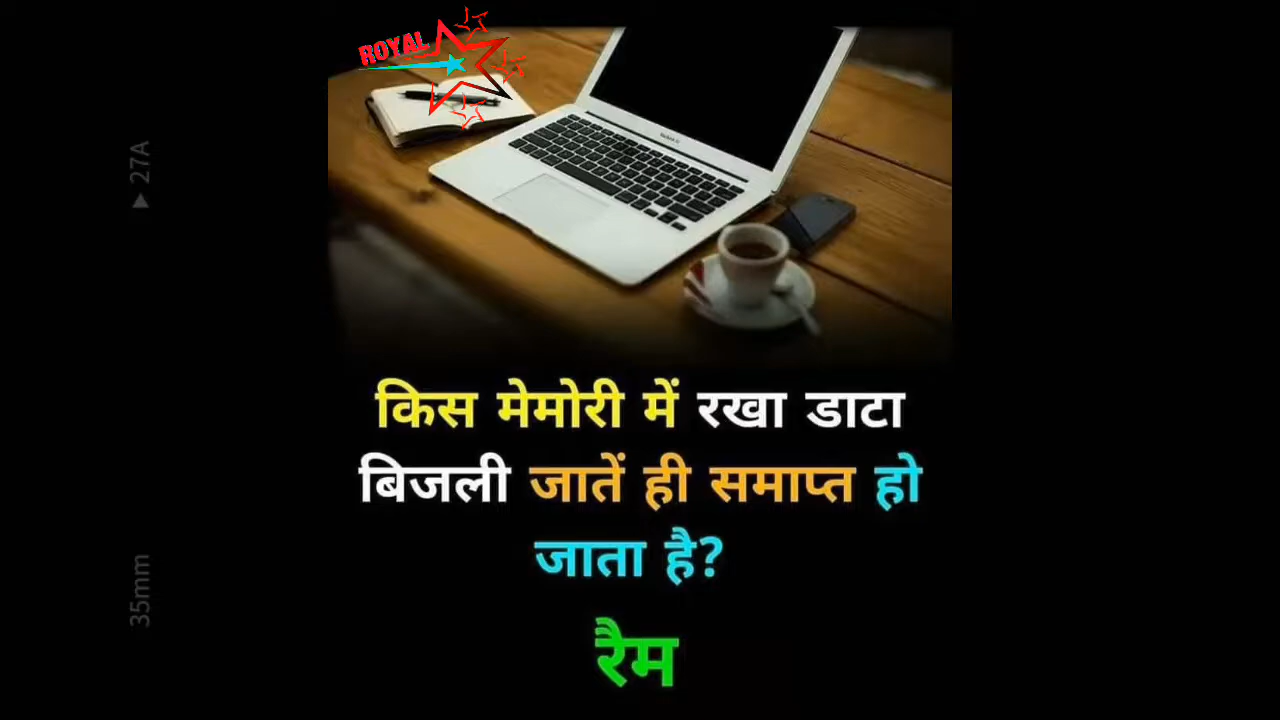 ROYAL
▶ 27A
किस मेमोरी में रखा डाटा
बिजली जातें ही समाप्त हो
जाता है?
35mm
रैम